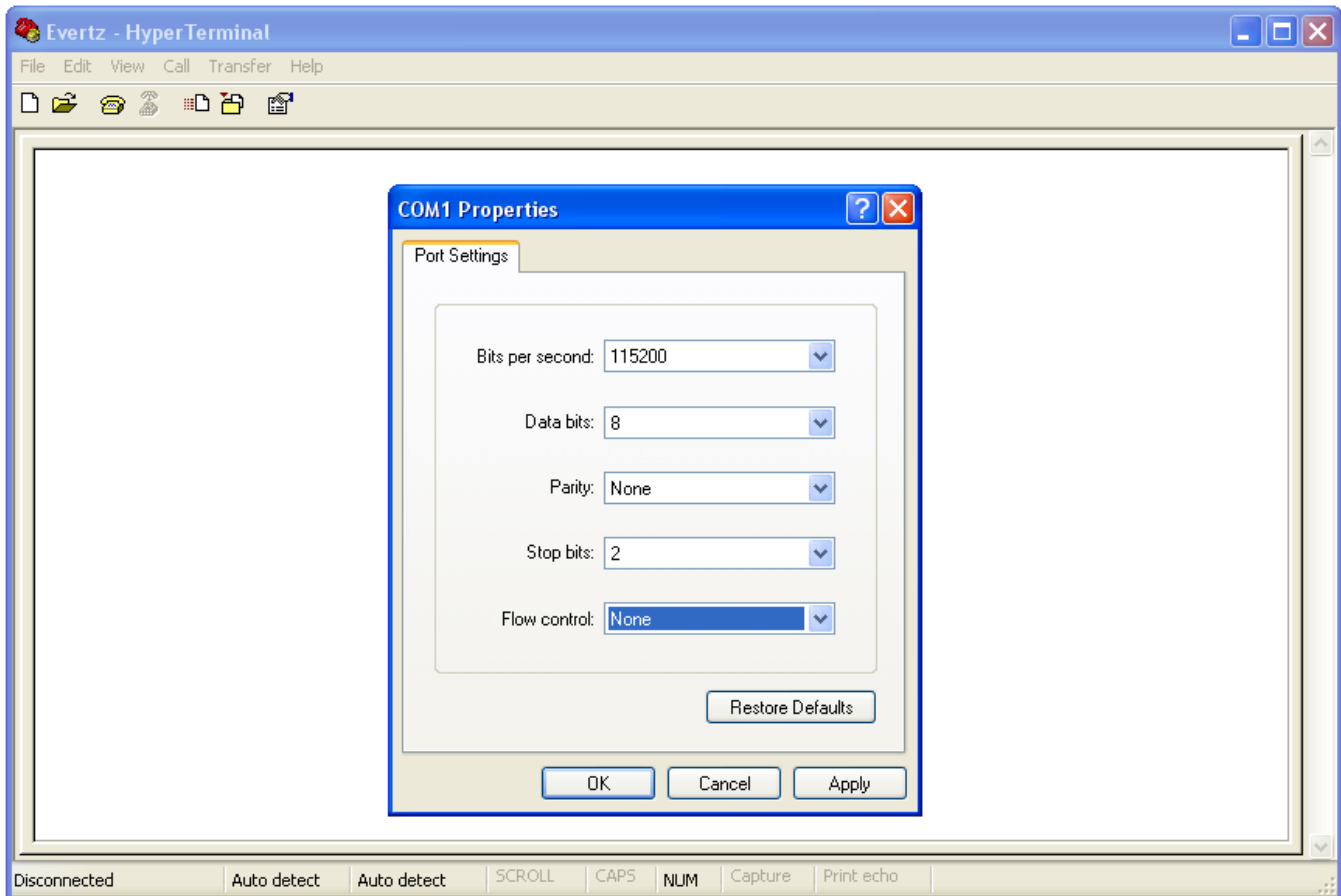 Evertz - HyperTerminal
File Edit View Call Transfer Help
COM1 Properties
Port Settings
Bits per second: 115200
Data bits: 8
Parity: None
Stop bits: 2
Flow control: None
Restore Defaults
OK Cancel Apply
Disconnected Auto detect Auto detect SCROLL CAPS NUM Capture Print echo